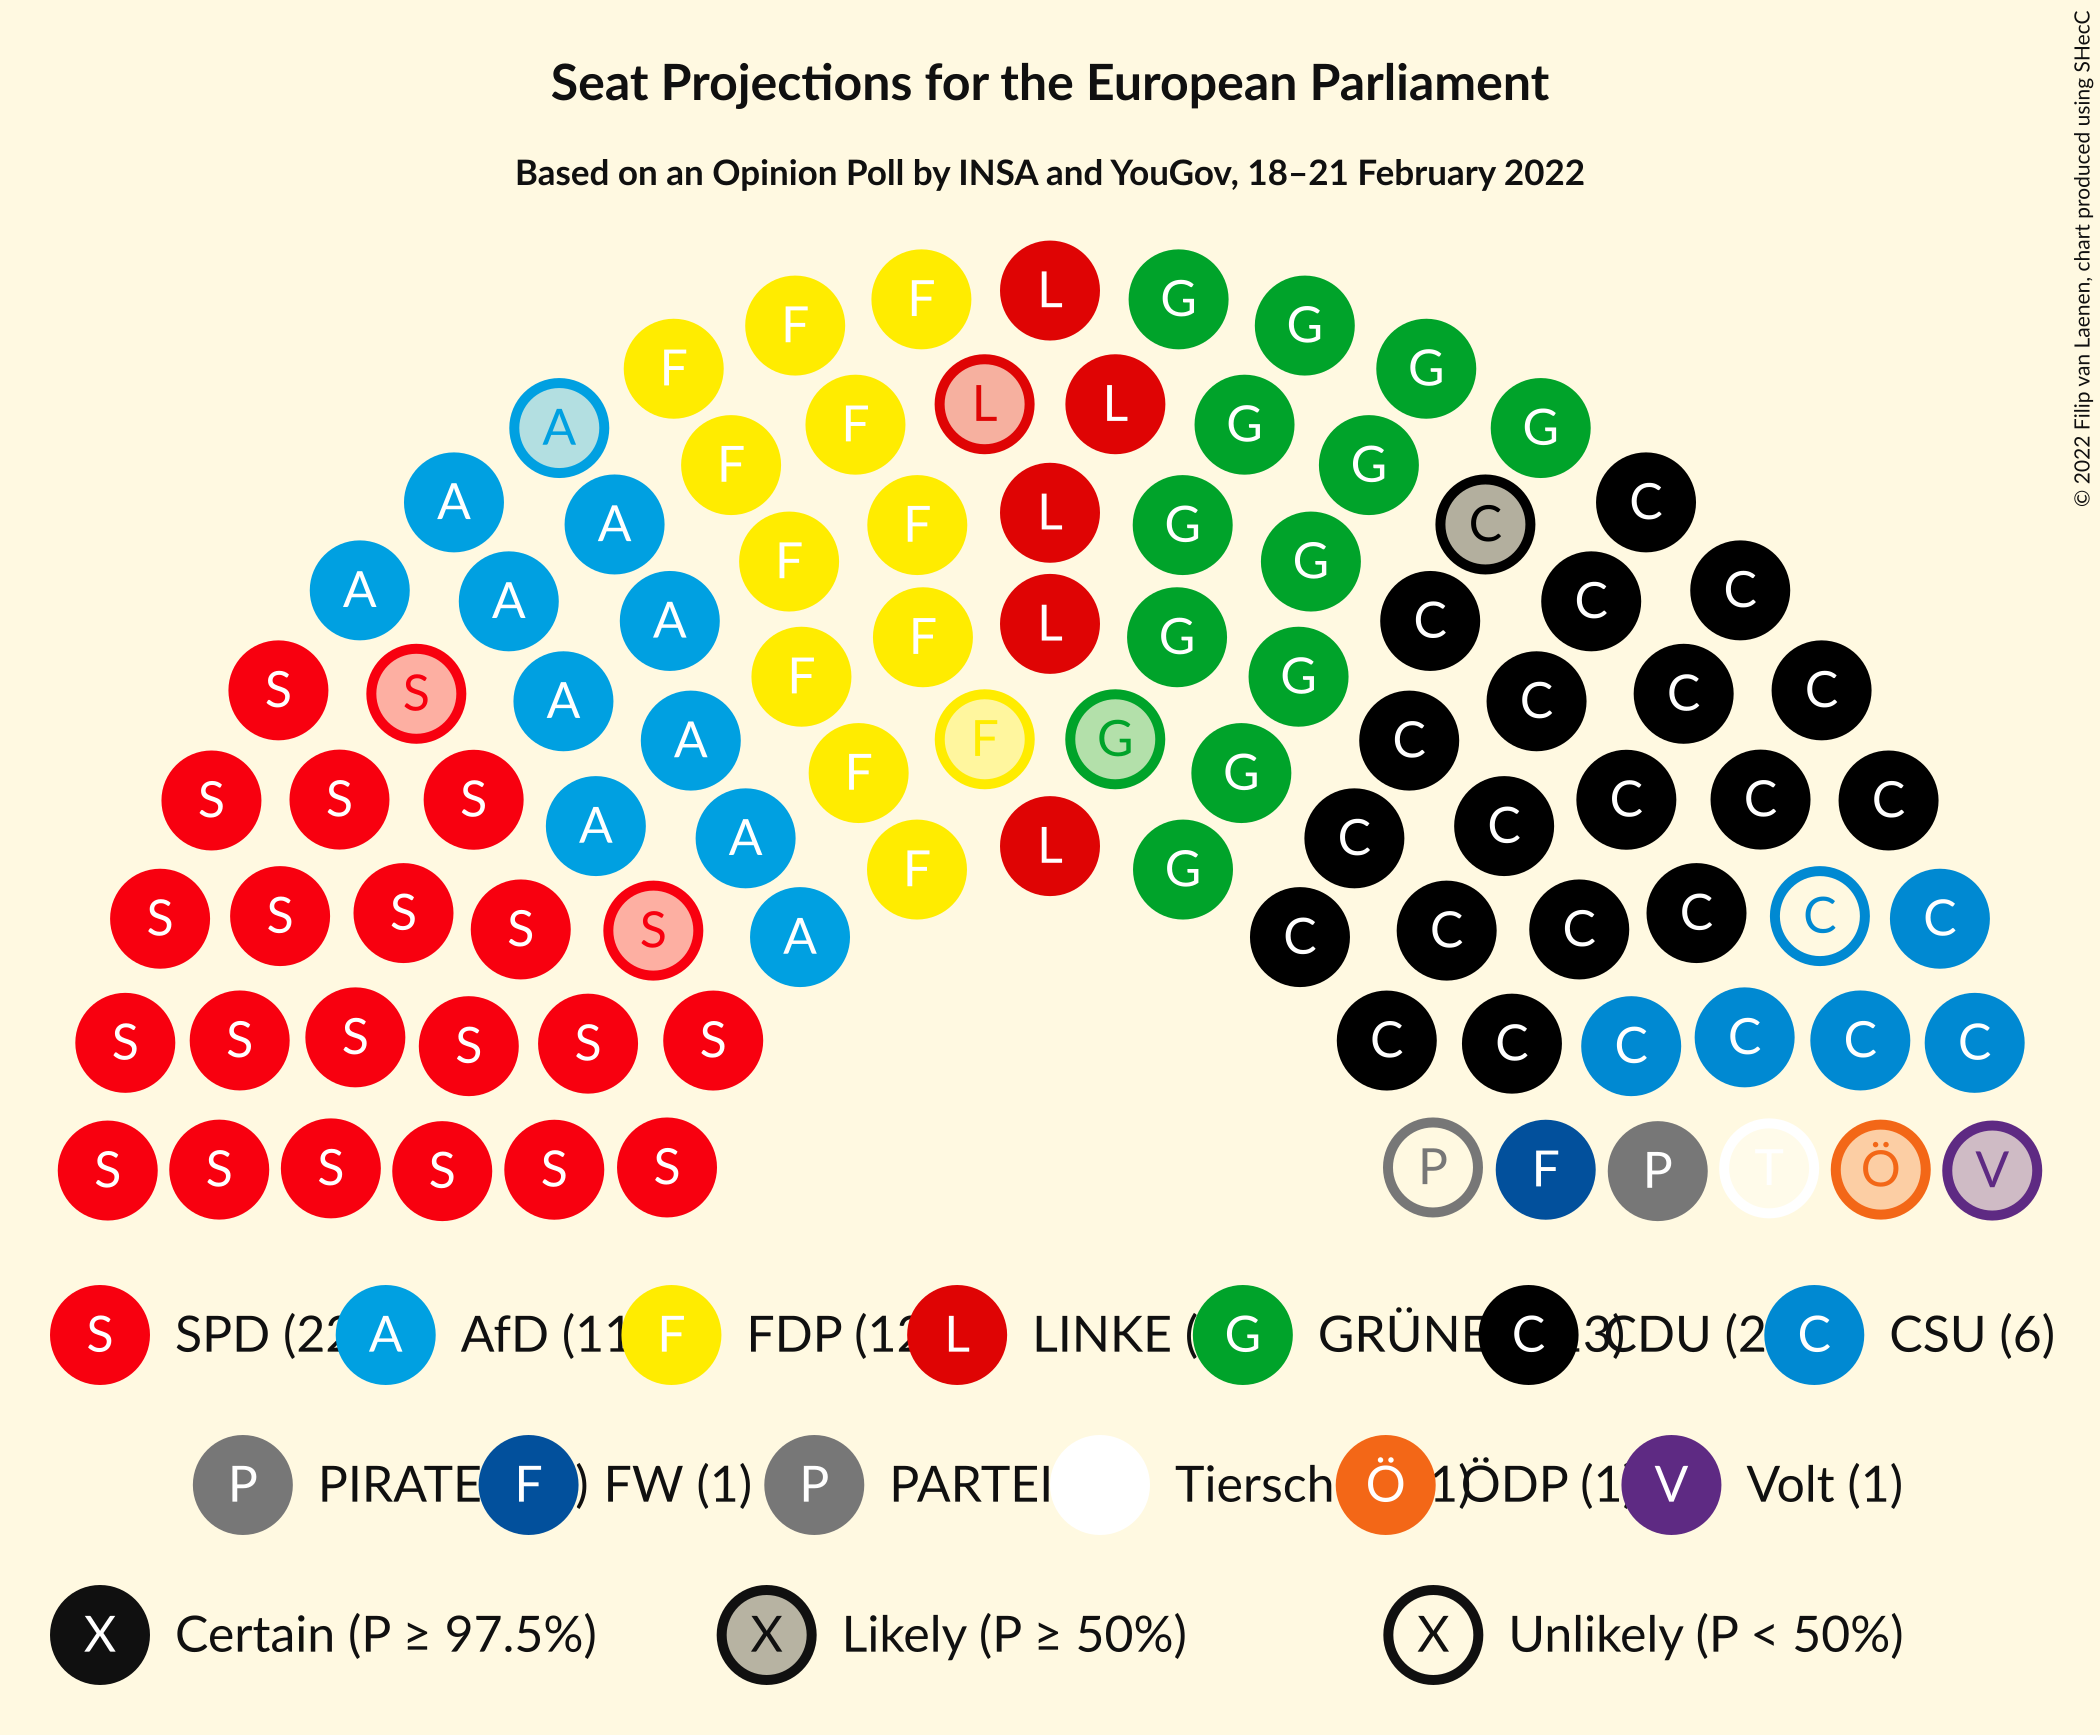 Seat Projections for the European Parliament
Based on an Opinion Poll by INSA and YouGov, 18–21 February 2022
© 2022 Filip van Laenen, chart produced using SHecC
L
F G
F G
F L L G
F G
A F G G
F G
A A C C
F L G
F G
A A C C
A F L G C
S S A F G C C C
A F G C
A F G C
S S S A A F G C C C C C
A F L G C
S S S S S A C C C C C C
S S S S S S C C C C C C
S S S S S S P F P T Ö V
S SPD (22 A AfD (11 F FDP (12 L LINKE ( G GRÜNE 3) C CDU (2 C CSU (6)
P PIRATE F ) FW (1) P PARTEI Tiersch Ö 1) ÖDP (1) V Volt (1)
X Certain (P ≥ 97.5%) X Likely (P ≥ 50%) X Unlikely (P < 50%)